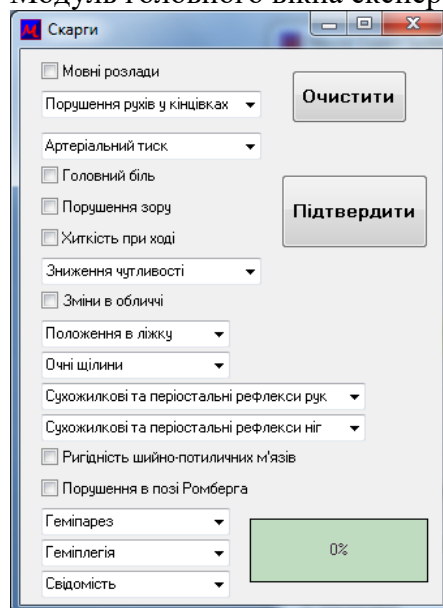 Модуль головного вікна експер
Скарги
Мовні розлади
Порушення рухів у кінцівках
Очистити
Артеріальний тиск
Головний біль
Порушення зору
Підтвердити
Хиткість при ході
Зниження чутливості
Зміни в обличчі
Положення в ліжку
Очні щілини
Сухожилкові та періостальні рефлекси рук
Сухожилкові та періостальні рефлекси ніг
Ригідність шийно-потиличних м'язів
Порушення в позі Ромберга
Геміпарез
Геміплегія
0%
Свідомість